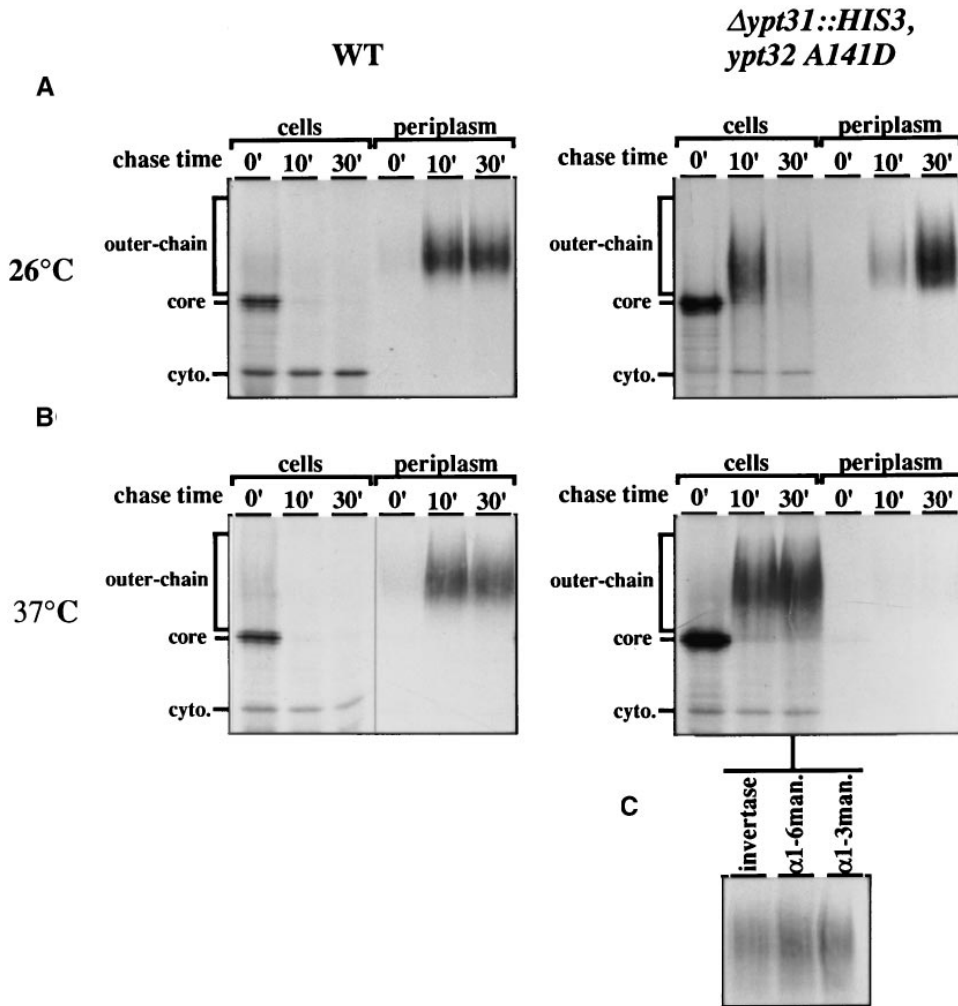 WT
Δypt31::HIS3,
ypt32 A141D
A
cells periplasm
chase time 0' 10' 30' 0' 10' 30'
outer-chain
26°C
core
cyto.
cells periplasm
chase time 0' 10' 30' 0' 10' 30'
outer-chain
core
cyto.
B
cells periplasm
chase time 0' 10' 30' 0' 10' 30'
outer-chain
37°C
core
cyto.
cells periplasm
chase time 0' 10' 30' 0' 10' 30'
outer-chain
core
cyto.
C
invertase
α1-6man.
α1-3man.